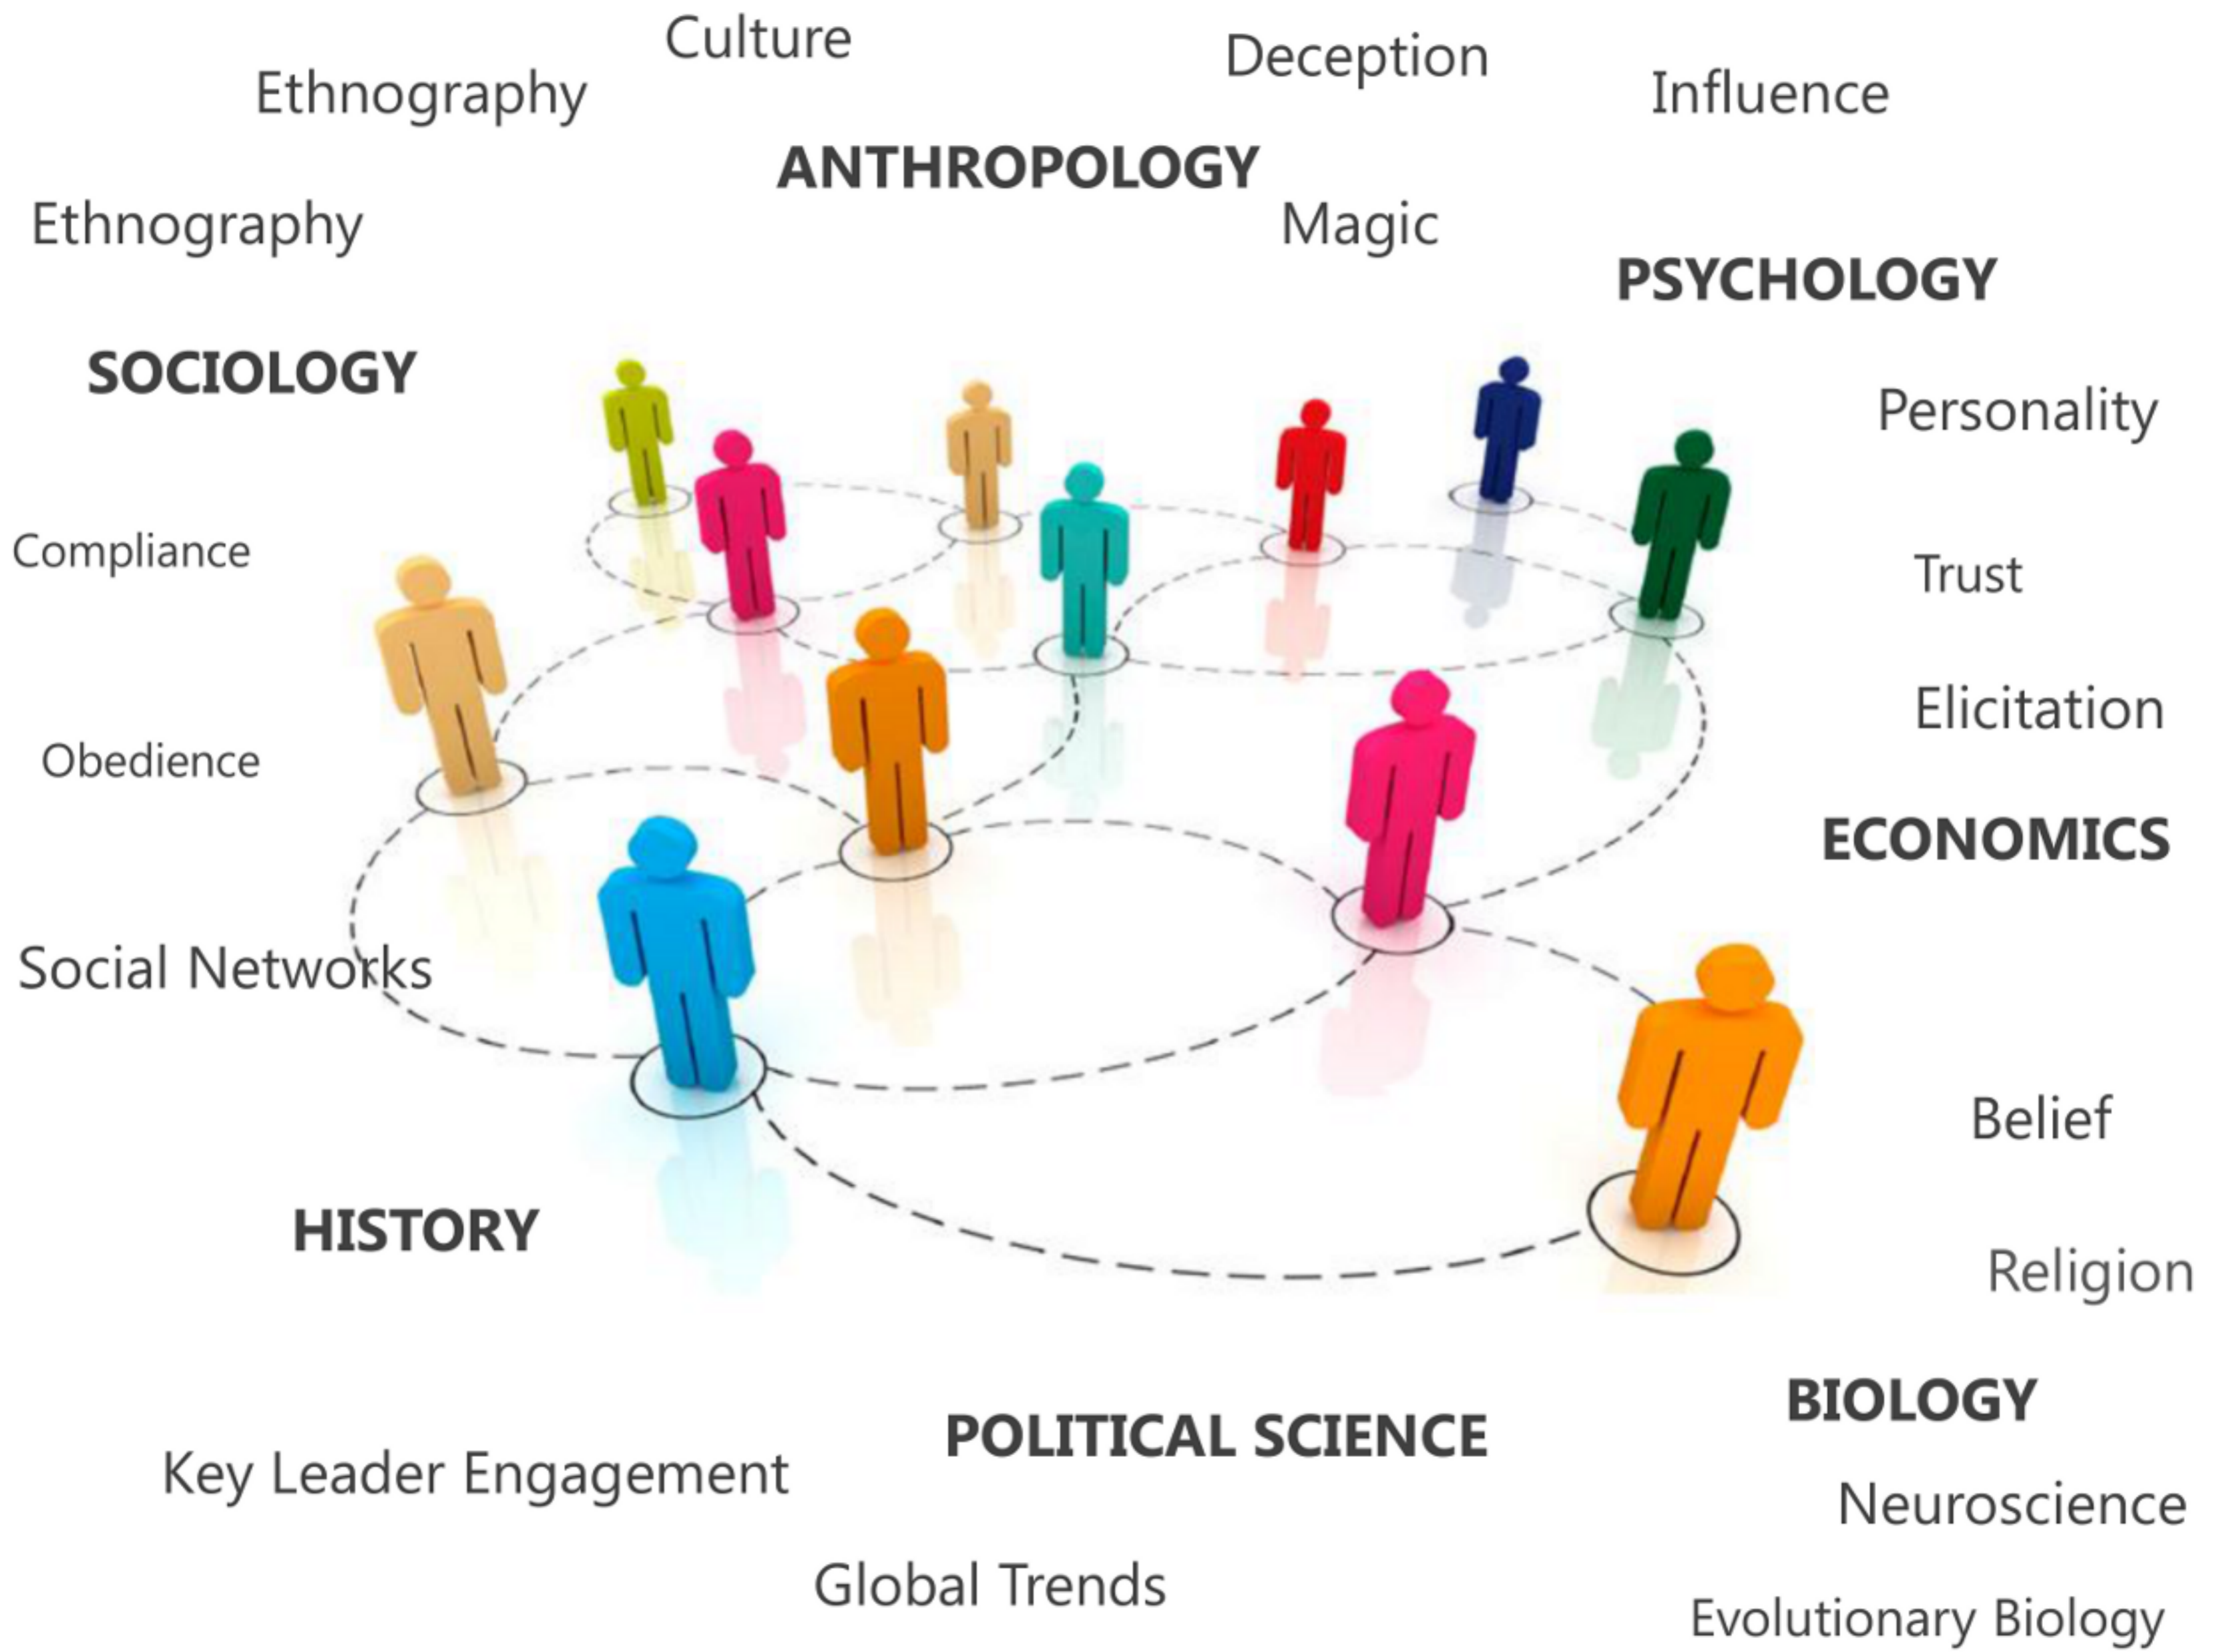 Culture
Deception
Ethnography
Influence
ANTHROPOLOGY
Ethnography
Magic
PSYCHOLOGY
SOCIOLOGY
Personality
Compliance
Trust
Elicitation
Obedience
ECONOMICS
Social Networks
Belief
HISTORY
Religion
BIOLOGY
POLITICAL SCIENCE
Key Leader Engagement
Neuroscience
Global Trends
Evolutionary Biology